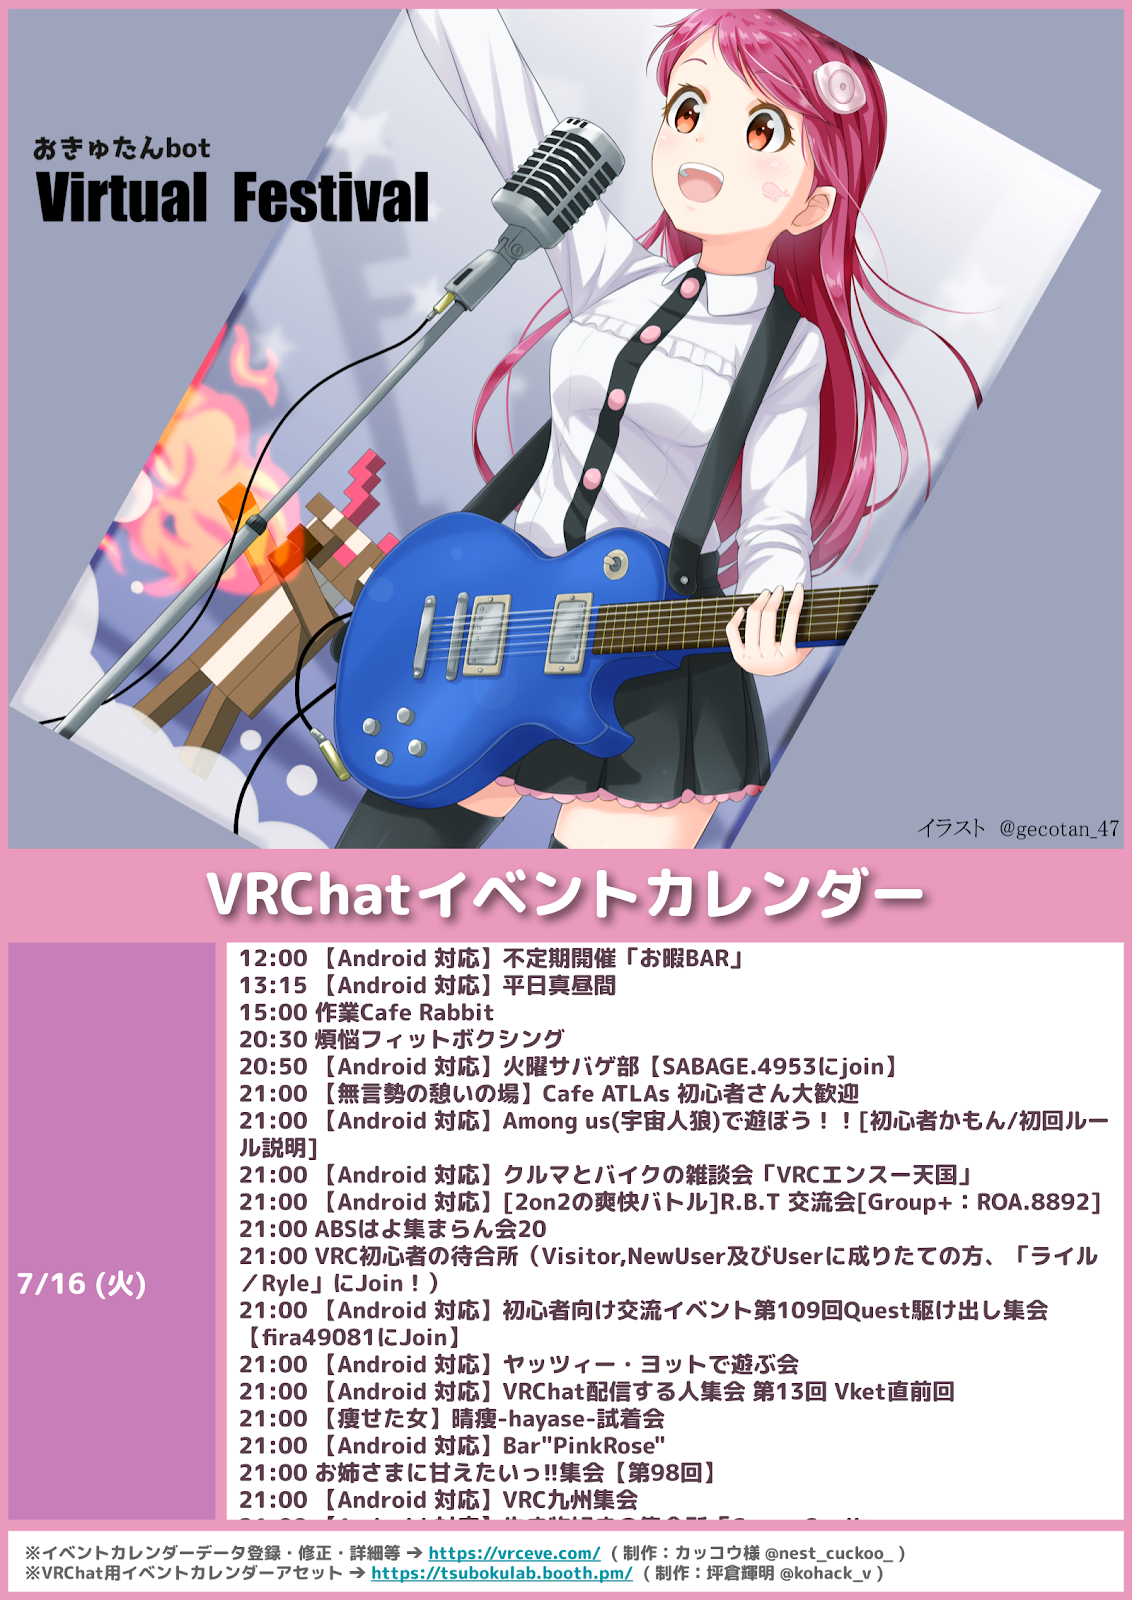 おきゅたんbot
Virtual Festival
イラスト @gecotan_47
VRChatイベントカレンダー
7/16 (火)
12:00 【Android 対応】不定期開催「お暇BAR」
13:15 【Android 対応】平日真昼間
15:00 作業Cafe Rabbit
20:30 煩悩フィットボクシング
20:50 【Android 対応】火曜サバゲ部【SABAGE.4953にjoin】
21:00 【無言勢の憩いの場】Cafe ATLAs 初心者さん大歓迎
21:00 【Android 対応】Among us(宇宙人狼)で遊ぼう！！[初心者かもん/初回ルー
ル説明]
21:00 【Android 対応】クルマとバイクの雑談会「VRCエンスー天国」
21:00 【Android 対応】[2on2の爽快バトル]R.B.T 交流会[Group+：ROA.8892]
21:00 ABSはよ集まらん会20
21:00 VRC初心者の待合所（Visitor,NewUser及びUserに成りたての方、「ライル
／Ryle」にJoin！）
21:00 【Android 対応】初心者向け交流イベント第109回Quest駆け出し集会
【fira49081にJoin】
21:00 【Android 対応】ヤッツィー・ヨットで遊ぶ会
21:00 【Android 対応】VRChat配信する人集会 第13回 Vket直前回
21:00 【痩せた女】晴痩-hayase-試着会
21:00 【Android 対応】Bar"PinkRose"
21:00 お姉さまに甘えたいっ!!集会【第98回】
21:00 【Android 対応】VRC九州集会
※イベントカレンダーデータ登録・修正・詳細等 ➔ https://vrceve.com/ （制作：カッコウ様 @nest_cuckoo_ ）
※VRChat用イベントカレンダーアセット ➔ https://tsubokulab.booth.pm/ （制作：坪倉輝明 @kohack_v ）